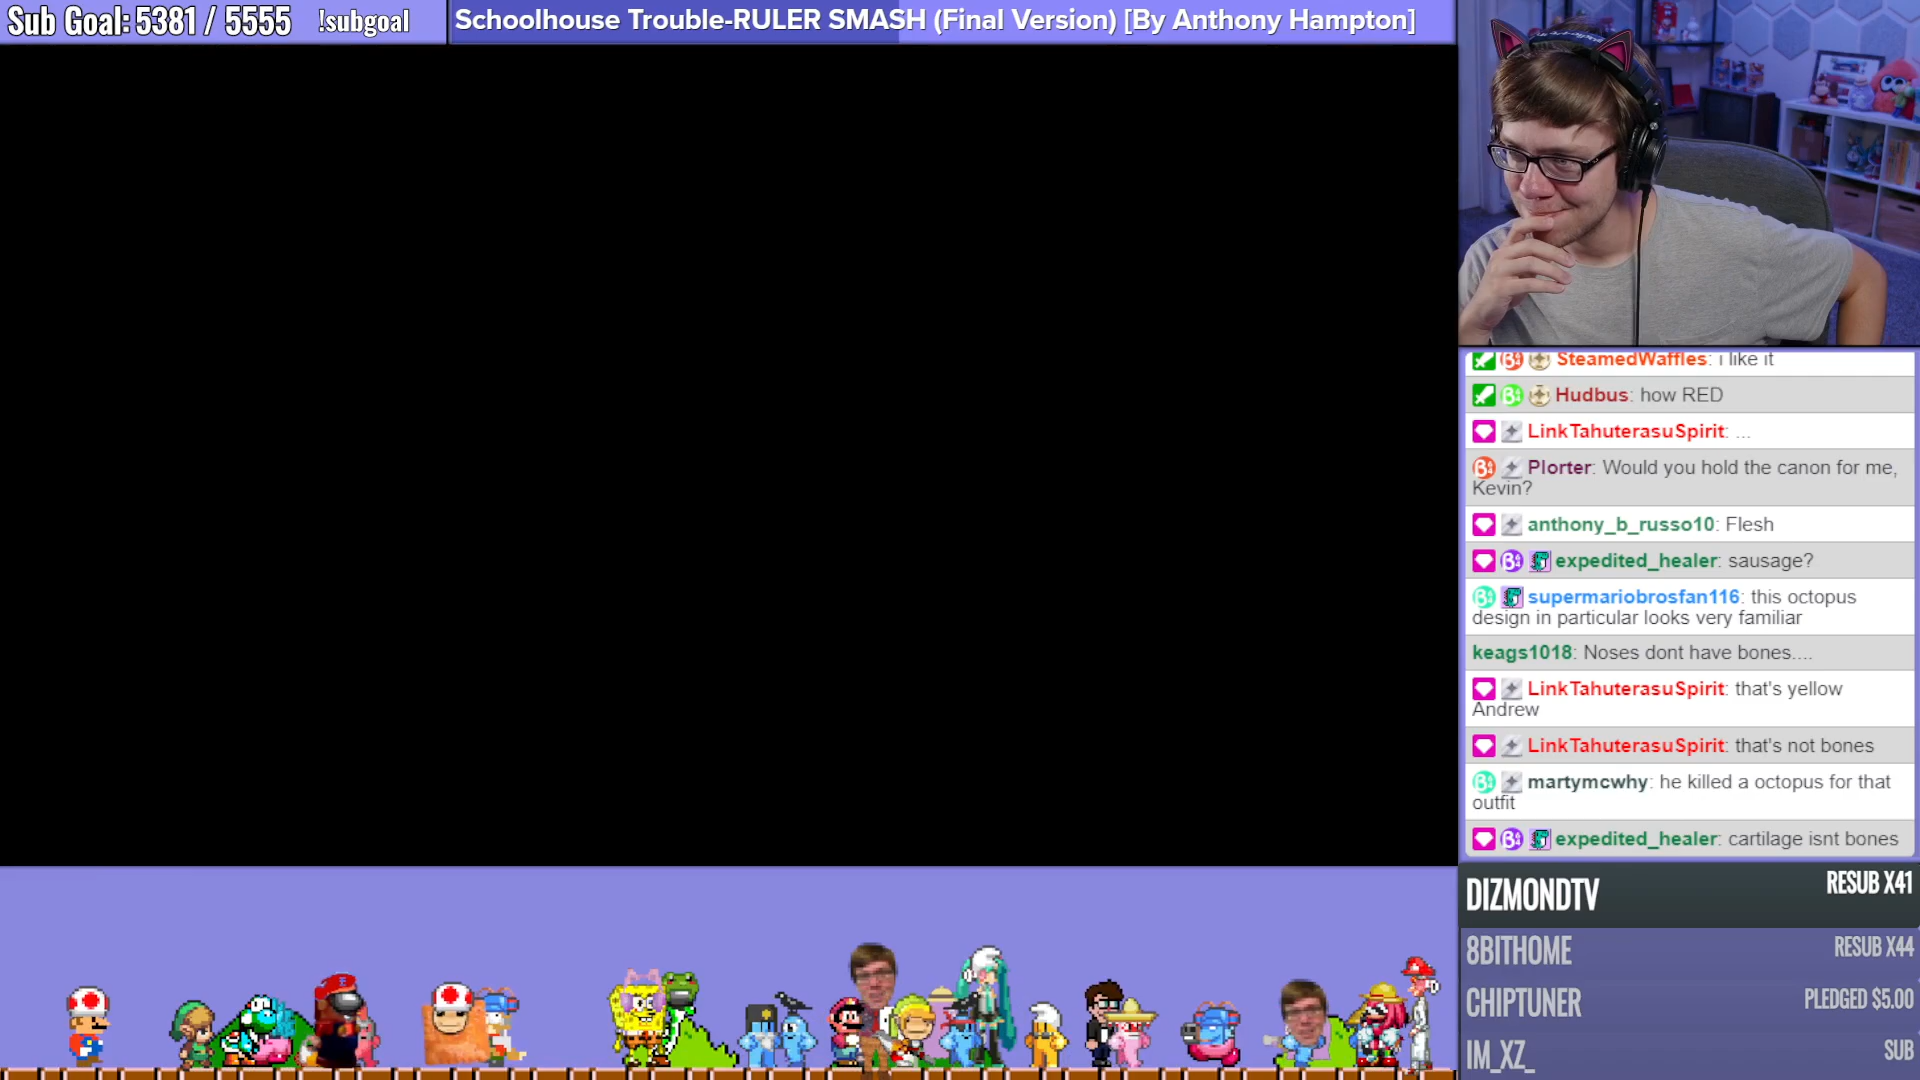 Sub Goal: 5381 / 5555 !subgoal
Schoolhouse Trouble-RULER SMASH (Final Version) [By Anthony Hampton]
SteamedWaffles: i like it
Hudbus: how RED
LinkTahuterasuSpirit: ...
Plorter: Would you hold the canon for me,
Kevin?
anthony_b_russo10: Flesh
expedited_healer: sausage?
supermariobrosfan116: this octopus
design in particular looks very familiar
keags1018: Noses dont have bones....
LinkTahuterasuSpirit: that's yellow
Andrew
LinkTahuterasuSpirit: that's not bones
martymcwhy: he killed a octopus for that
outfit
expedited_healer: cartilage isnt bones
DIZMONDTV RESUB X41
8BITHOME RESUB X44
CHIPTUNER PLEDGED $5.00
IM_XZ_ SUB